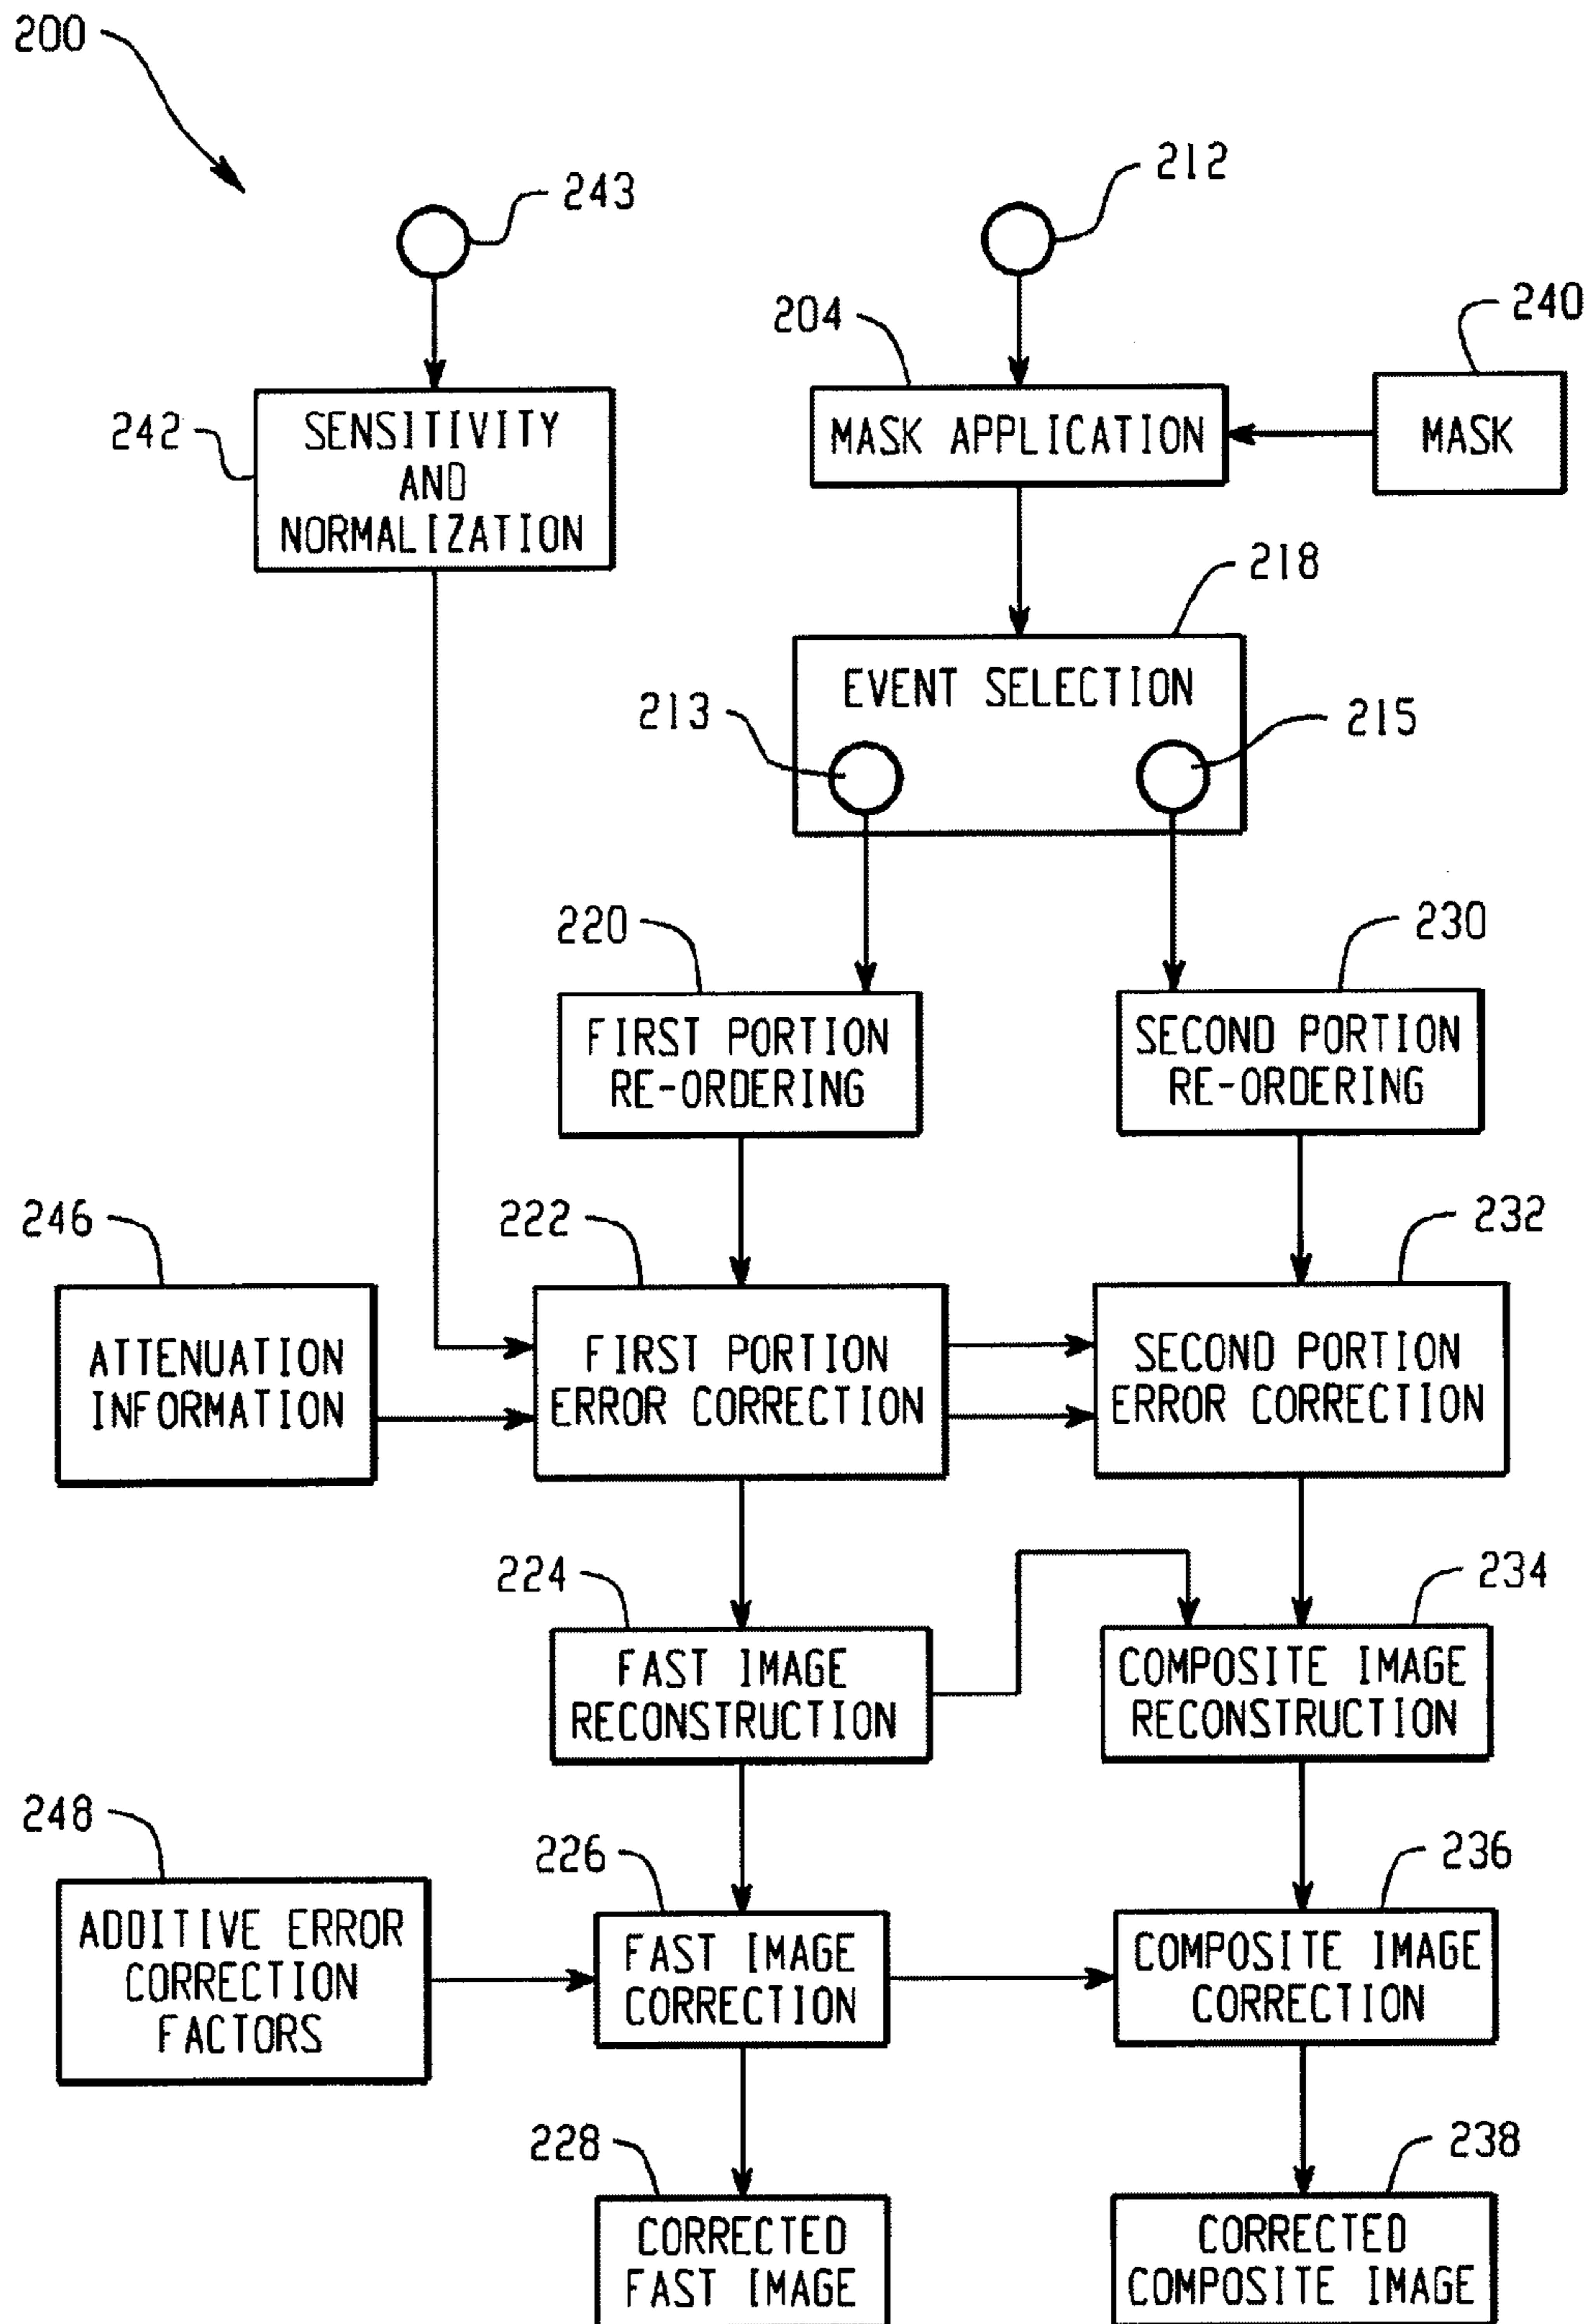 200
243
212
204
240
242
SENSITIVITY
AND
NORMALIZATION
MASK APPLICATION
MASK
218
EVENT SELECTION
213
215
220
230
FIRST PORTION
RE-ORDERING
SECOND PORTION
RE-ORDERING
246
222
232
ATTENUATION
INFORMATION
FIRST PORTION
ERROR CORRECTION
SECOND PORTION
ERROR CORRECTION
224
234
FAST IMAGE
RECONSTRUCTION
COMPOSITE IMAGE
RECONSTRUCTION
248
226
236
ADDITIVE ERROR
CORRECTION
FACTORS
FAST IMAGE
CORRECTION
COMPOSITE IMAGE
CORRECTION
228
238
CORRECTED
FAST IMAGE
CORRECTED
COMPOSITE IMAGE